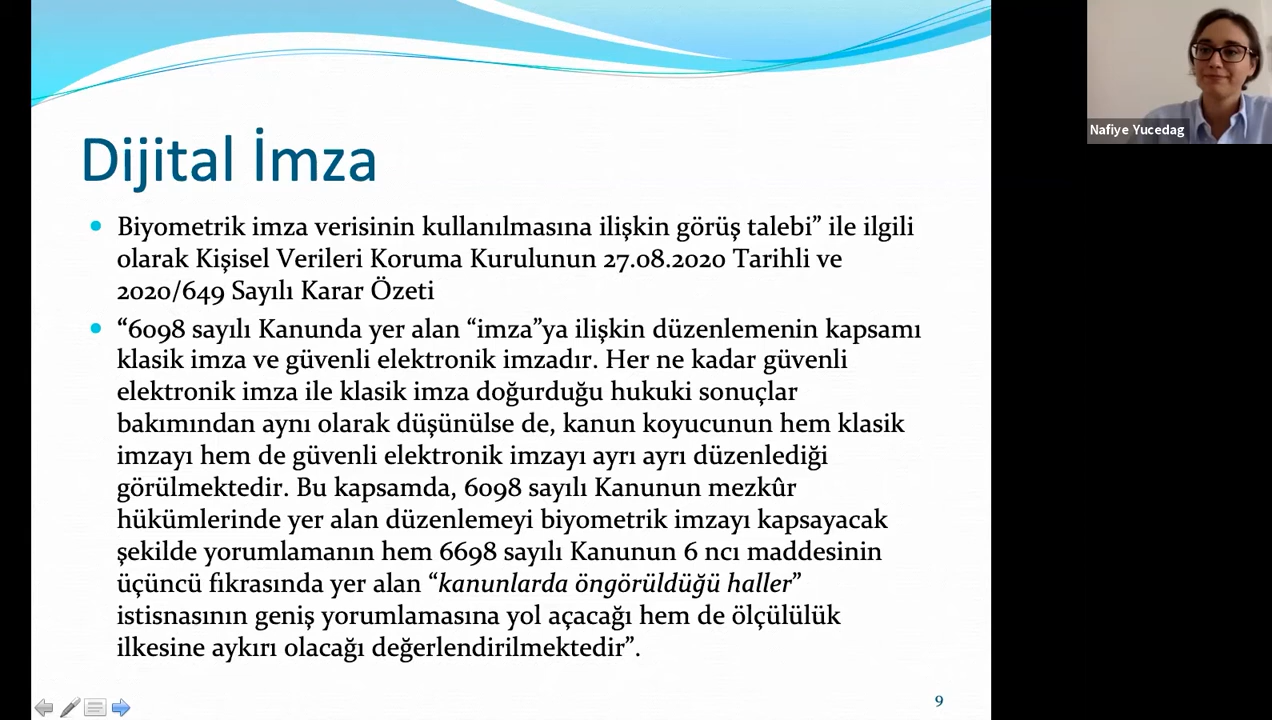 Dijital İmza
Biyometrik imza verisinin kullanılmasına ilişkin görüş talebi” ile ilgili
olarak Kişisel Verileri Koruma Kurulunun 27.08.2020 Tarihli ve
2020/649 Sayılı Karar Özeti
“6098 sayılı Kanunda yer alan “imza”ya ilişkin düzenlemenin kapsamı
klasik imza ve güvenli elektronik imzadır. Her ne kadar güvenli
elektronik imza ile klasik imza doğurduğu hukuki sonuçlar
bakımından aynı olarak düşünülse de, kanun koyucunun hem klasik
imzayı hem de güvenli elektronik imzayı ayrı ayrı düzenlediği
görülmektedir. Bu kapsamda, 6098 sayılı Kanunun mezkûr
hükümlerinde yer alan düzenlemeyi biyometrik imzayı kapsayacak
şekilde yorumlamanın hem 6698 sayılı Kanunun 6 ncı maddesinin
üçüncü fıkrasında yer alan “kanunlarda öngörüldüğü haller”
istisnasının geniş yorumlamasına yol açacağı hem de ölçülülük
ilkesine aykırı olacağı değerlendirilmektedir”.
9
Nafiye Yucedag